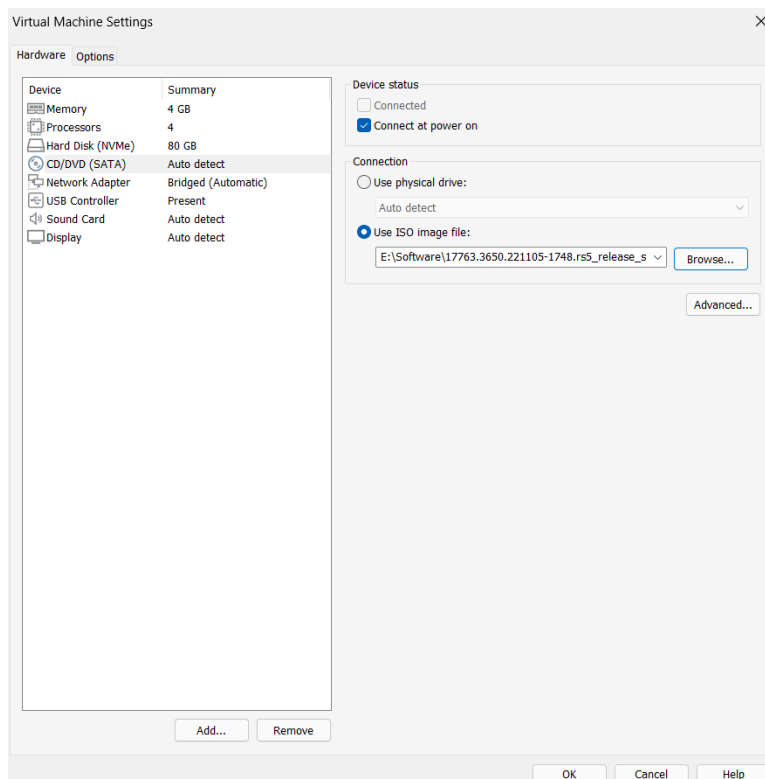 Virtual Machine Settings
Hardware Options
Device Summary
Memory 4 GB
Processors 4
Hard Disk (NVMe) 80 GB
CD/DVD (SATA) Auto detect
Network Adapter Bridged (Automatic)
USB Controller Present
Sound Card Auto detect
Display Auto detect
Add... Remove
Device status
Connected
Connect at power on
Connection
Use physical drive:
Auto detect
Use ISO image file:
E:\Software\17763.3650.221105-1748.rs5_release_s Browse...
Advanced...
OK Cancel Help